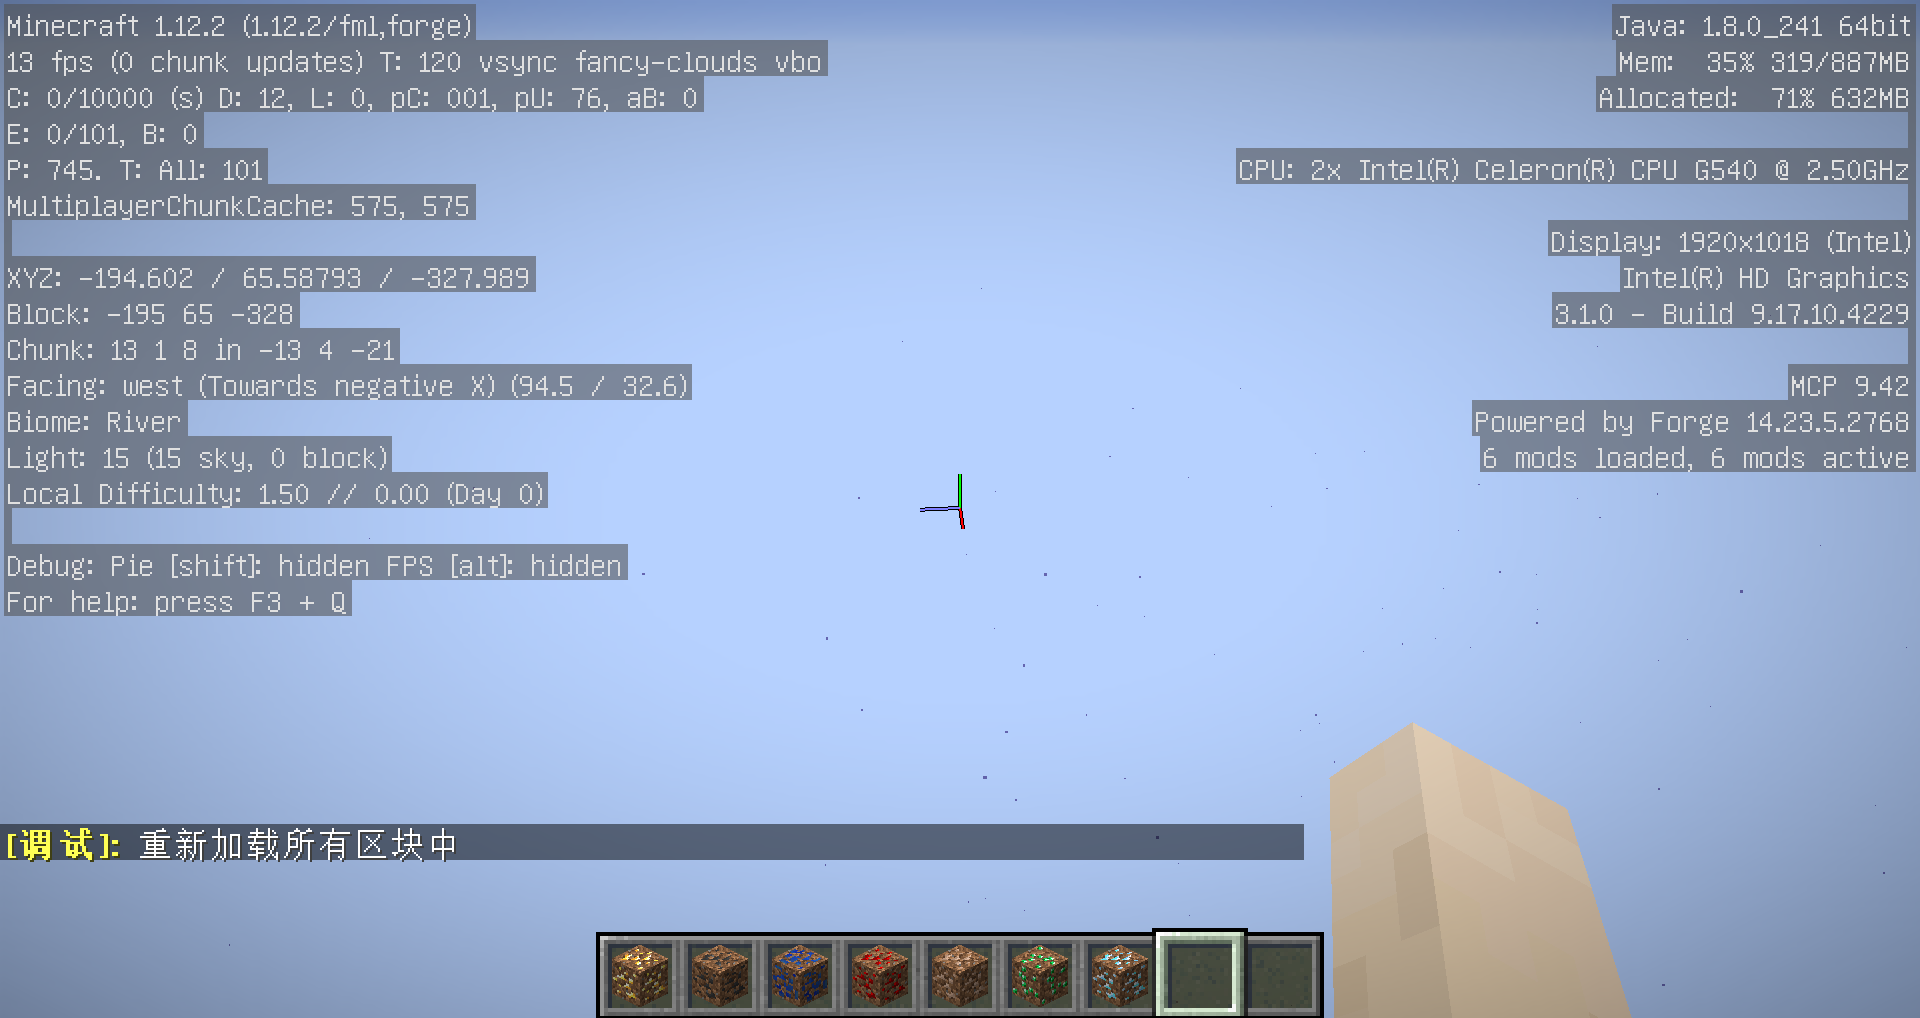 Minecraft 1.12.2 (1.12.2/fml,forge)
13 fps (0 chunk updates) T: 120 vsync fancy-clouds vbo
C: 0/10000 (s) D: 12, L: 0, pC: 001, pU: 76, aB: 0
E: 0/101, B: 0
P: 745. T: All: 101
MultiplayerChunkCache: 575, 575
XYZ: -194.602 / 65.58793 / -327.989
Block: -195 65 -328
Chunk: 13 1 8 in -13 4 -21
Facing: west (Towards negative X) (94.5 / 32.6)
Biome: River
Light: 15 (15 sky, 0 block)
Local Difficulty: 1.50 // 0.00 (Day 0)
Debug: Pie [shift]: hidden FPS [alt]: hidden
For help: press F3 + Q
Java: 1.8.0_241 64bit
Mem: 35% 319/887MB
Allocated: 71% 632MB
CPU: 2x Intel(R) Celeron(R) CPU G540 @ 2.50GHz
Display: 1920x1018 (Intel)
Intel(R) HD Graphics
3.1.0 - Build 9.17.10.4229
MCP 9.42
Powered by Forge 14.23.5.2768
6 mods loaded, 6 mods active
[调试]: 重新加载所有区块中